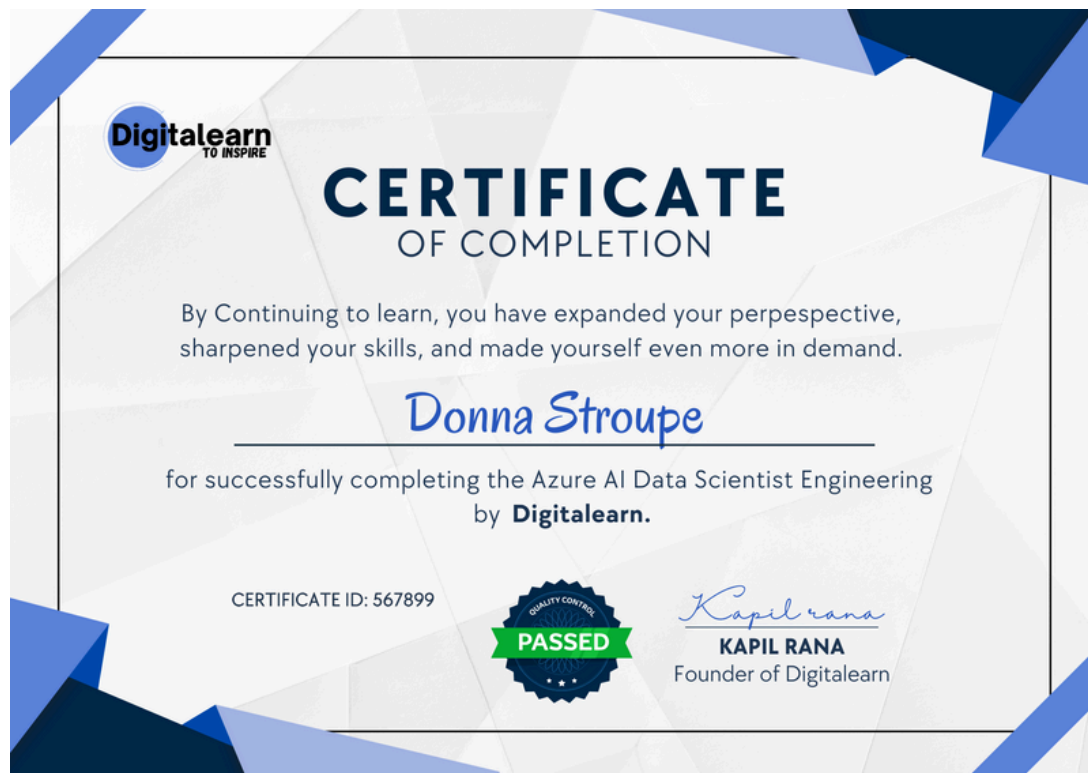 Digitalearn
TO INSPIRE
CERTIFICATE
OF COMPLETION
By Continuing to learn, you have expanded your perpespective,
sharpened your skills, and made yourself even more in demand.
Donna Stroupe
for successfully completing the Azure AI Data Scientist Engineering
by Digitalearn.
CERTIFICATE ID: 567899
QUALITY CONTROL
PASSED
Kapil rana
KAPIL RANA
Founder of Digitalearn